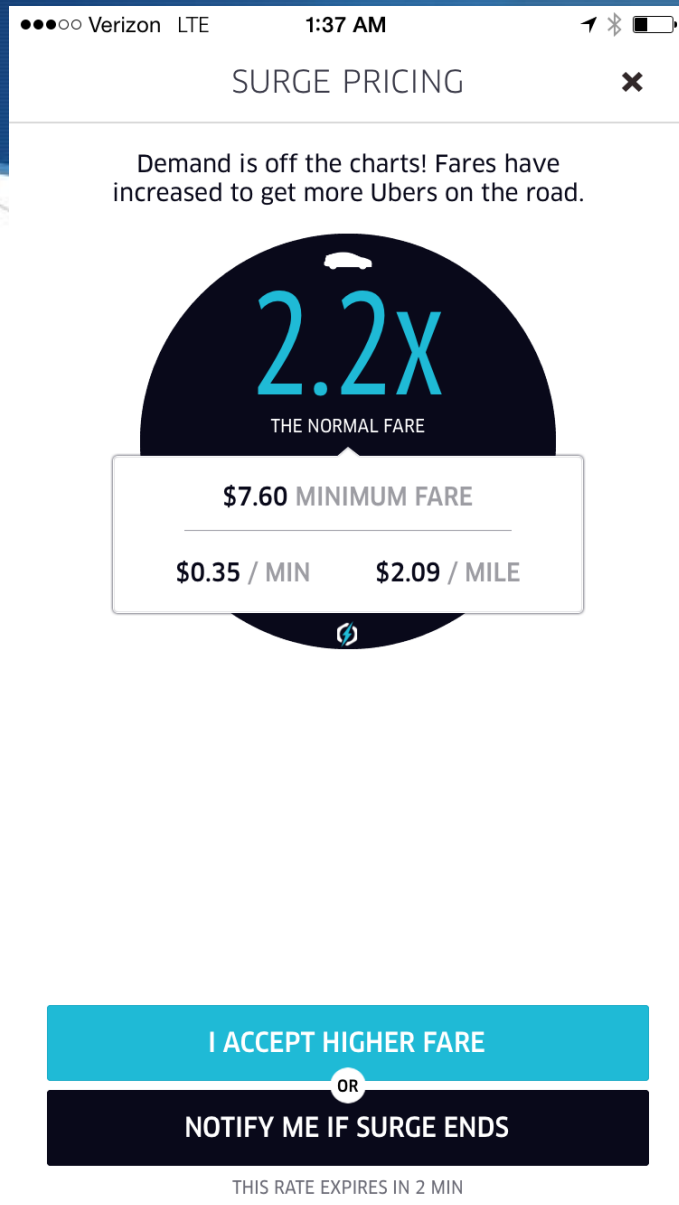 Verizon LTE 1:37 AM
SURGE PRICING
Demand is off the charts! Fares have
increased to get more Ubers on the road.
2.2X
THE NORMAL FARE
$7.60 MINIMUM FARE
$0.35 / MIN $2.09 / MILE
I ACCEPT HIGHER FARE
OR
NOTIFY ME IF SURGE ENDS
THIS RATE EXPIRES IN 2 MIN